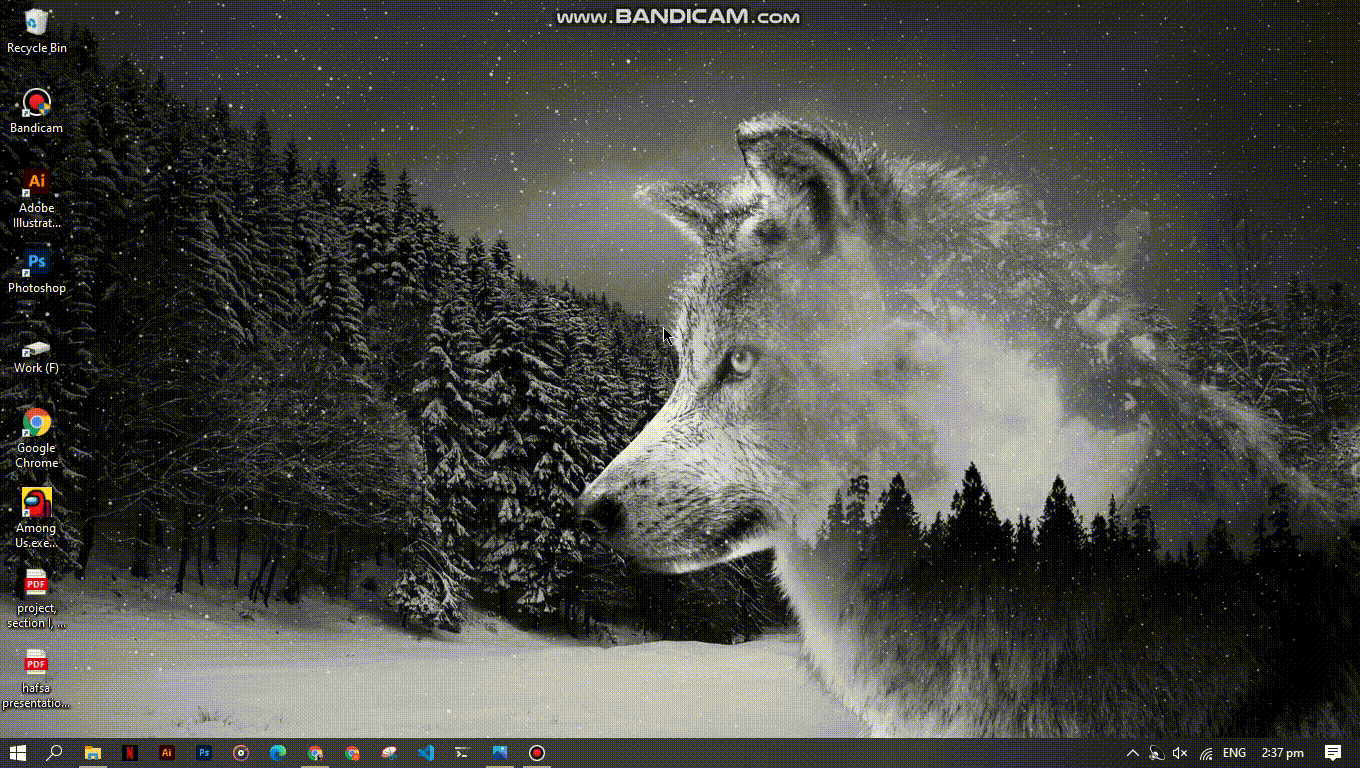 www.BANDICAM.com
Recycle Bin
Bandicam
Ai
Adobe
Illustrat...
Ps
Photoshop
Work (F)
Google
Chrome
Among
Us.exe...
PDF
project,
section I, ...
PDF
hafsa
presentatio...
N Ai Ps
ENG 2:37 pm